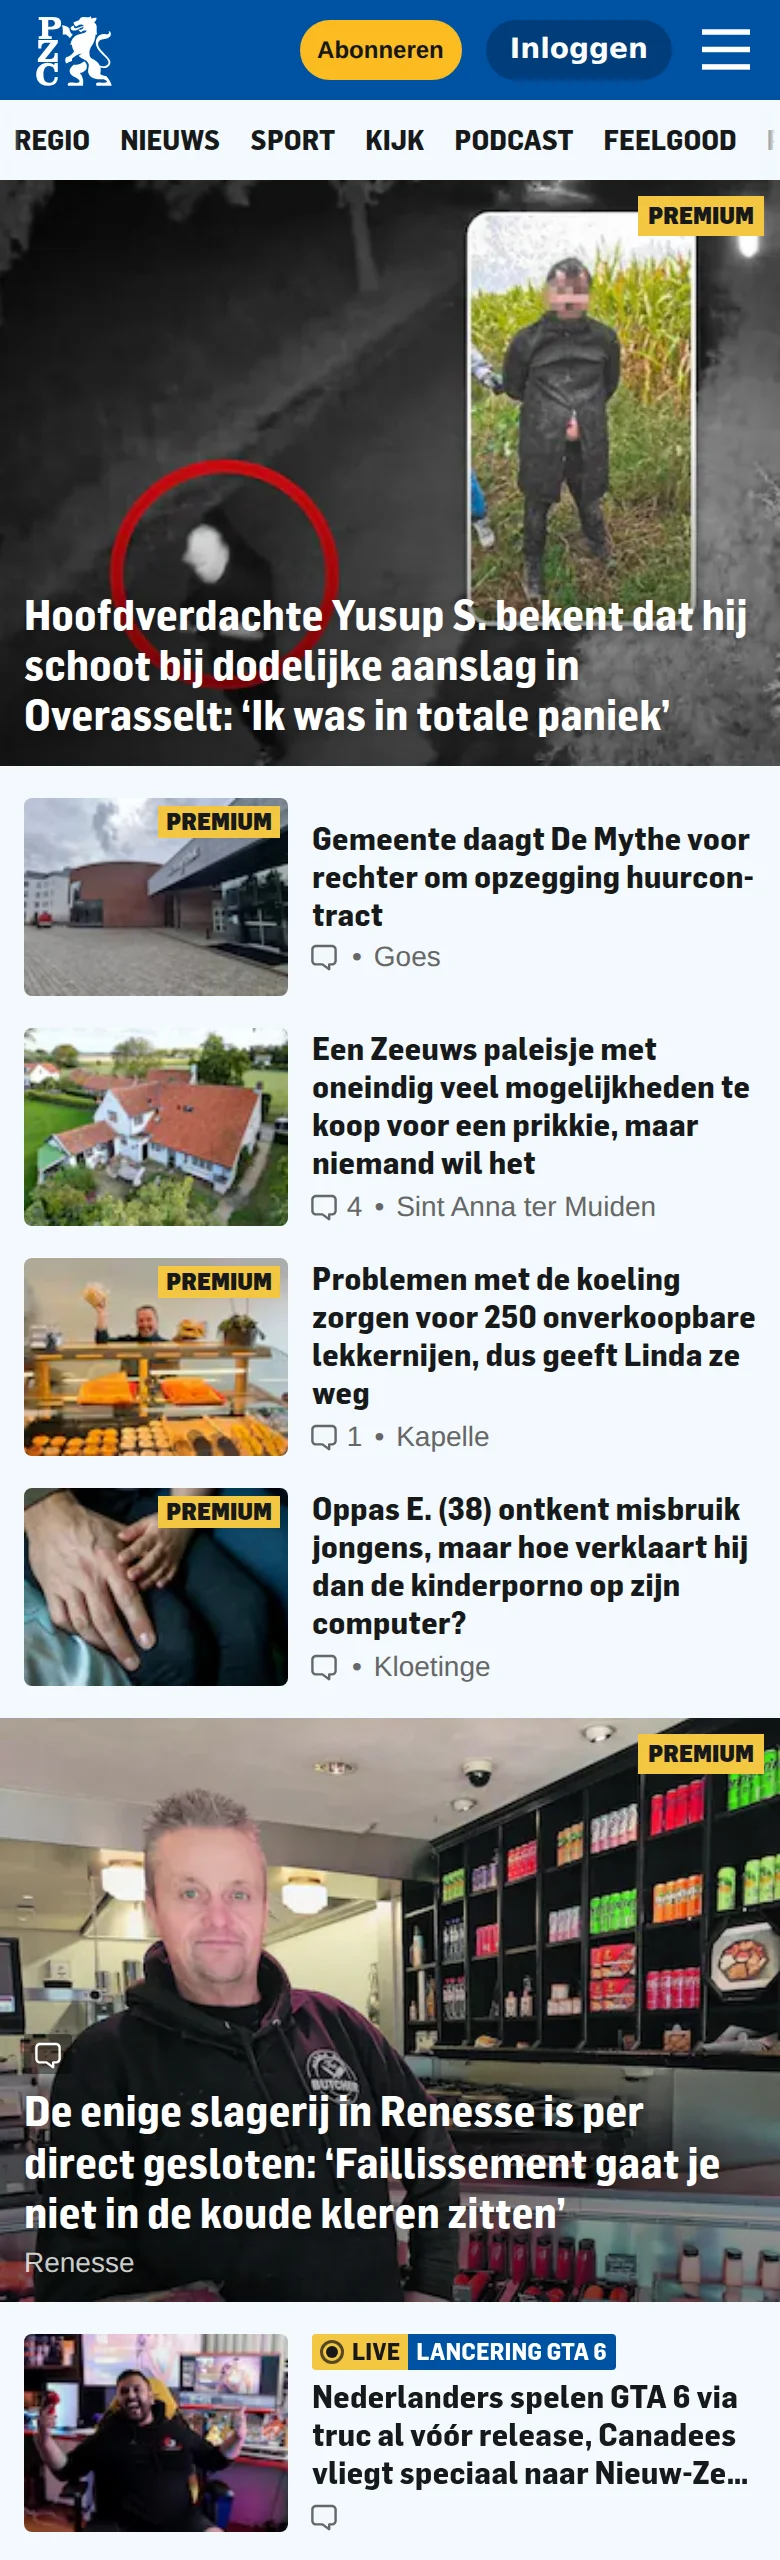 PZC
Abonneren
Inloggen
REGIO NIEUWS SPORT KIJK PODCAST FEELGOOD
PREMIUM
Hoofdverdachte Yusup S. bekent dat hij
schoot bij dodelijke aanslag in
Overasselt: ‘Ik was in totale paniek’
PREMIUM
Gemeente daagt De Mythe voor
rechter om opzegging huurcon-
tract
• Goes
Een Zeeuws paleisje met
oneindig veel mogelijkheden te
koop voor een prikkie, maar
niemand wil het
4 • Sint Anna ter Muiden
PREMIUM
Problemen met de koeling
zorgen voor 250 onverkoopbare
lekkernijen, dus geeft Linda ze
weg
1 • Kapelle
PREMIUM
Oppas E. (38) ontkent misbruik
jongens, maar hoe verklaart hij
dan de kinderporno op zijn
computer?
• Kloetinge
PREMIUM
BUTCHER
De enige slagerij in Renesse is per
direct gesloten: ‘Faillissement gaat je
niet in de koude kleren zitten’
Renesse
LIVE LANCERING GTA 6
Nederlanders spelen GTA 6 via
truc al vóór release, Canadees
vliegt speciaal naar Nieuw-Ze...